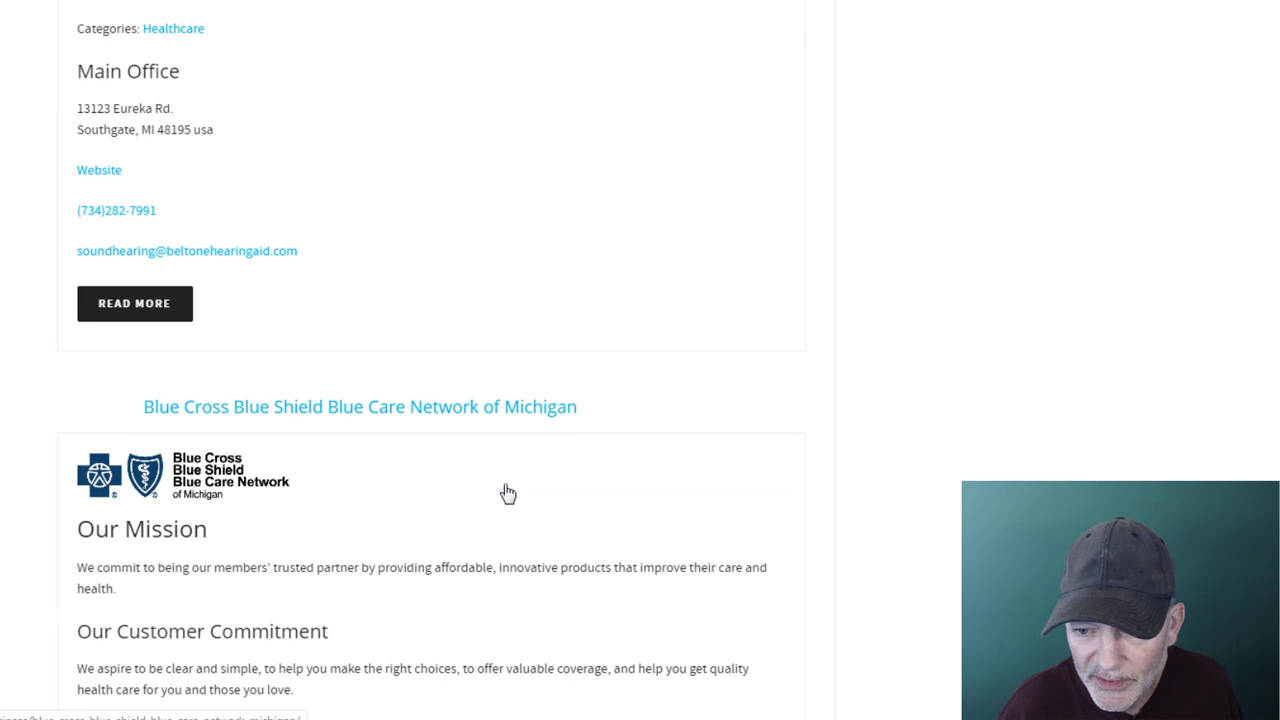 Categories: Healthcare
Main Office
13123 Eureka Rd.
Southgate, MI 48195 usa
Website
(734)282-7991
soundhearing@beltonehearingaid.com
READ MORE
Blue Cross Blue Shield Blue Care Network of Michigan
Blue Cross
Blue Shield
Blue Care Network
of Michigan
Our Mission
We commit to being our members' trusted partner by providing affordable, innovative products that improve their care and
health.
Our Customer Commitment
We aspire to be clear and simple, to help you make the right choices, to offer valuable coverage, and help you get quality
health care for you and those you love.